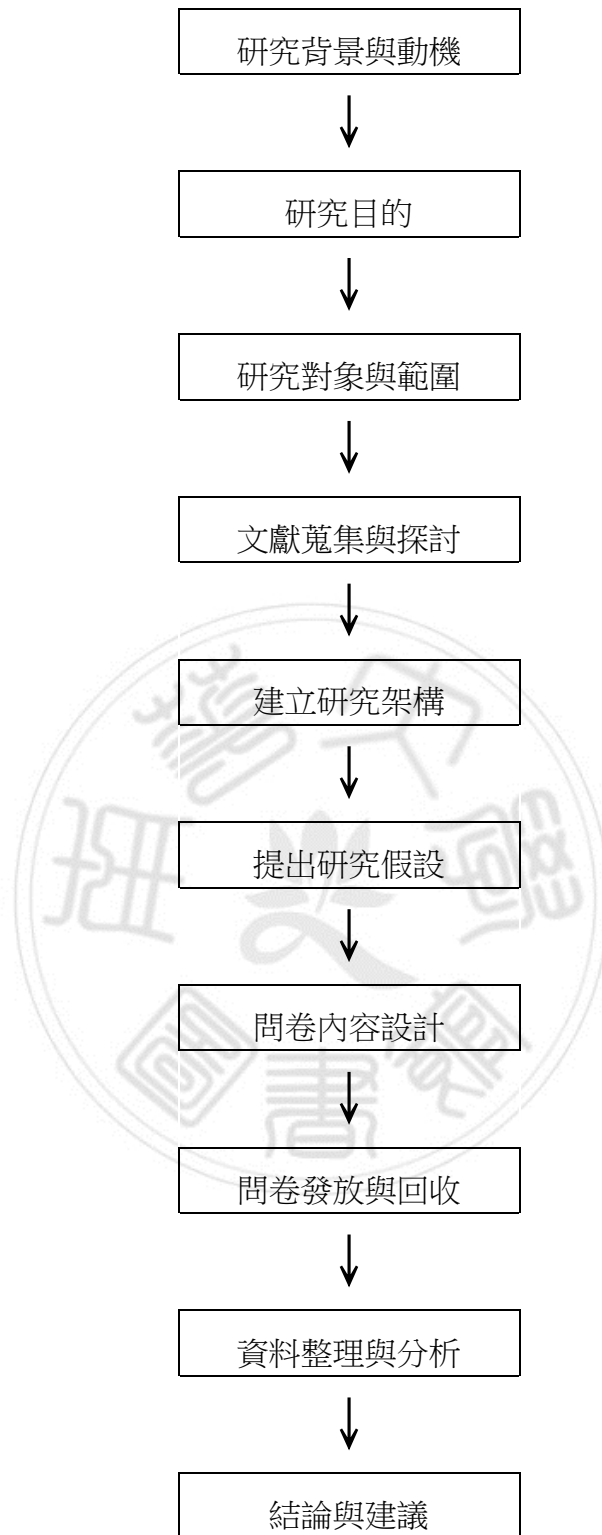 研究背景與動機
研究目的
研究對象與範圍
文獻蒐集與探討
建立研究架構
提出研究假設
問卷內容設計
問卷發放與回收
資料整理與分析
結論與建議